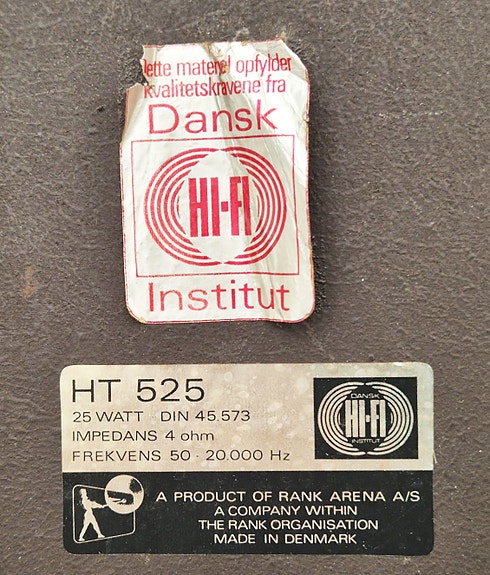 Dette materel opfylder
kvalitetskravene fra
Dansk
HI-FI
Institut
HT 525
25 WATT · DIN 45.573
IMPEDANS 4 ohm
FREKVENS 50 - 20.000 Hz
DANSK
HI-FI
INSTITUT
A PRODUCT OF RANK ARENA A/S
A COMPANY WITHIN
THE RANK ORGANISATION
MADE IN DENMARK